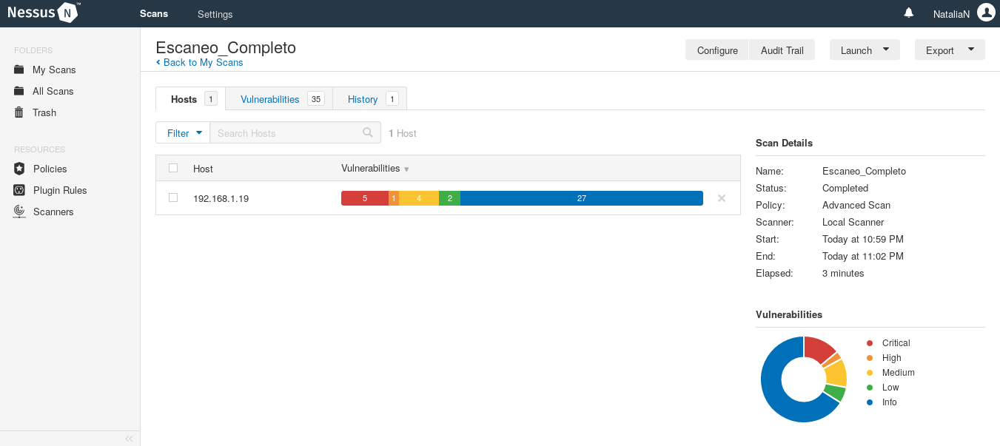 Nessus N ™ Scans Settings NataliaN
FOLDERS
My Scans
All Scans
Trash
RESOURCES
Policies
Plugin Rules
Scanners
Escaneo_Completo
Back to My Scans
Configure Audit Trail Launch Export
Hosts 1 Vulnerabilities 35 History 1
Filter Search Hosts 1 Host
Host Vulnerabilities
192.168.1.19 5 1 4 2 27
Scan Details
Name: Escaneo_Completo
Status: Completed
Policy: Advanced Scan
Scanner: Local Scanner
Start: Today at 10:59 PM
End: Today at 11:02 PM
Elapsed: 3 minutes
Vulnerabilities
Critical
High
Medium
Low
Info